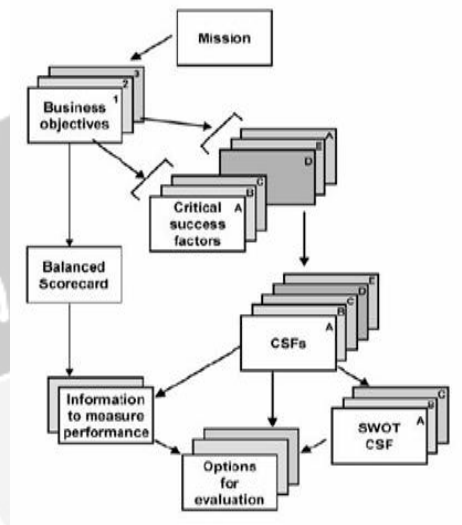 Mission
3
2
1
Business
objectives
A
E
D
C
B
A
Critical
success
factors
Balanced
Scorecard
E
D
C
B
A
CSFs
Information
to measure
performance
C
B
A
SWOT
CSF
Options
for
evaluation